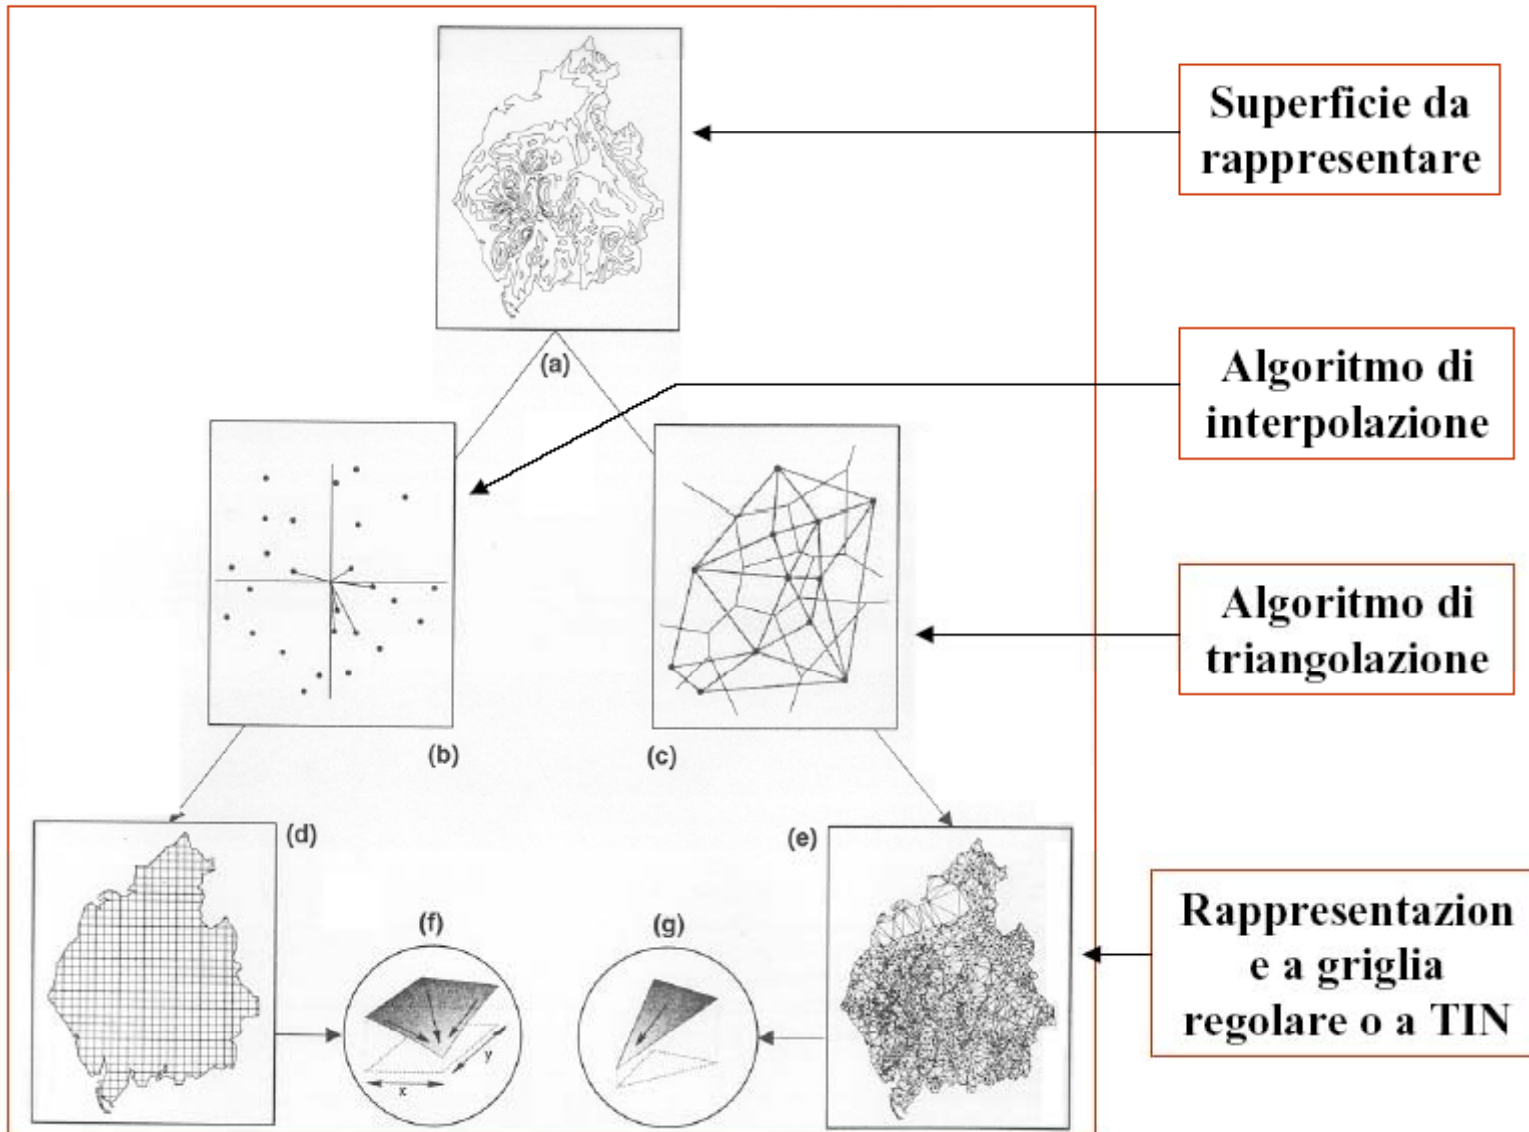 Superficie da
rappresentare
(a)
Algoritmo di
interpolazione
Algoritmo di
triangolazione
(b)
(c)
(d)
(e)
(f)
(g)
x
y
Rappresentazion
e a griglia
regolare o a TIN